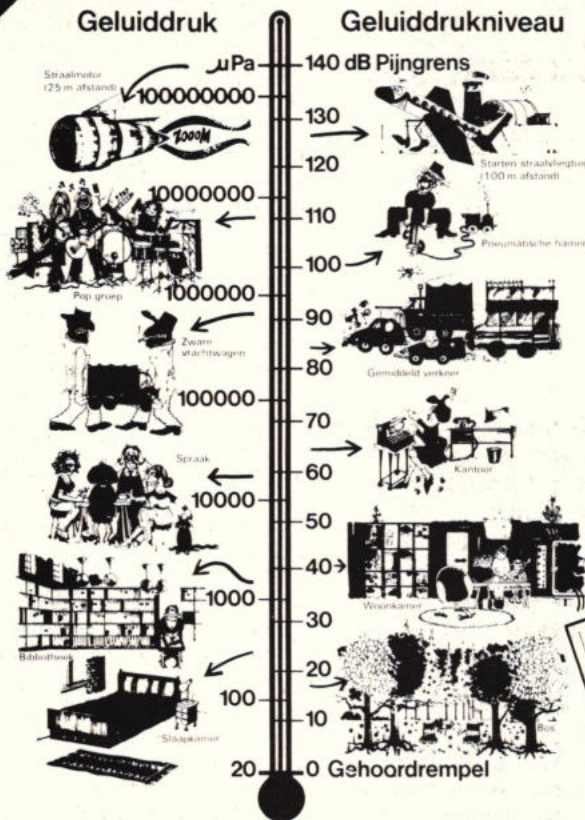 Geluiddruk
Geluiddrukniveau
µPa
140 dB Pijngrens
Straalmotor
(25 m afstand)
100000000
130
120
Starten straalvliegtuig
(100 m afstand)
10000000
110
100
Pneumatische hamer
Pop groep
1000000
90
Zware
vrachtwagen
80
Gemiddeld verkeer
100000
70
Spraak
60
Kantoor
10000
50
40
1000
30
Woonkamer
Bibliotheek
20
100
10
Slaapkamer
Bos
20
0 Gehoordrempel